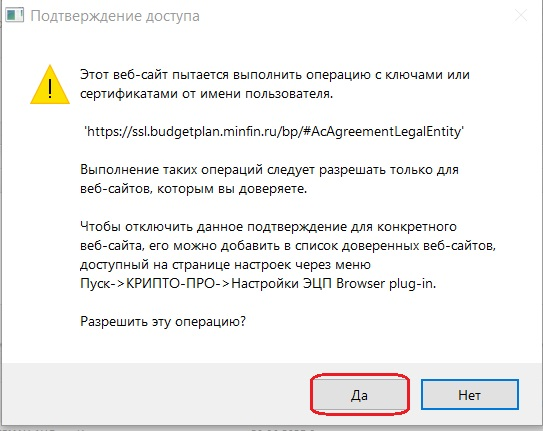 Подтверждение доступа
Этот веб-сайт пытается выполнить операцию с ключами или
сертификатами от имени пользователя.
'https://ssl.budgetplan.minfin.ru/bp/#AcAgreementLegalEntity'
Выполнение таких операций следует разрешать только для
веб-сайтов, которым вы доверяете.
Чтобы отключить данное подтверждение для конкретного
веб-сайта, его можно добавить в список доверенных веб-сайтов,
доступный на странице настроек через меню
Пуск->КРИПТО-ПРО->Настройки ЭЦП Browser plug-in.
Разрешить эту операцию?
Да Нет